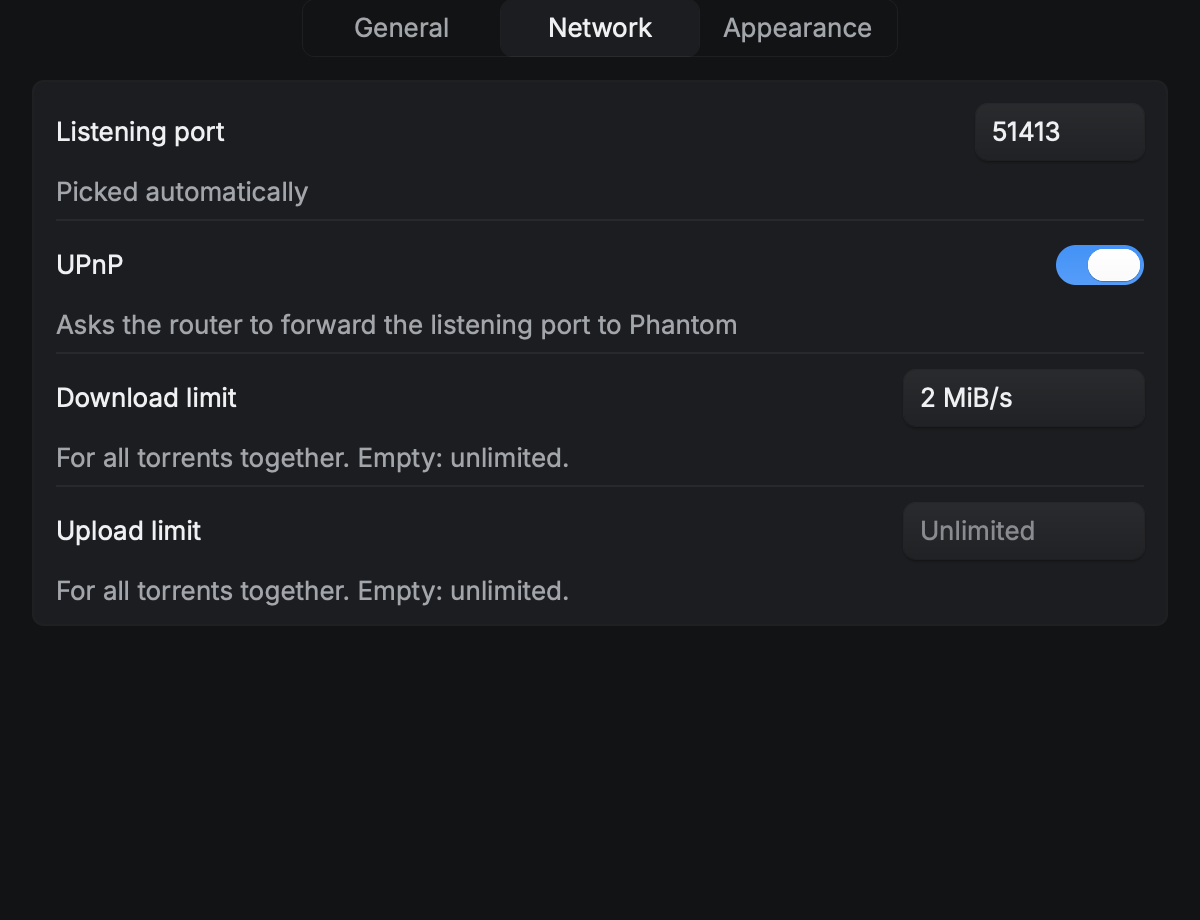 General
Network
Appearance
Listening port
51413
Picked automatically
UPnP
Asks the router to forward the listening port to Phantom
Download limit
2 MiB/s
For all torrents together. Empty: unlimited.
Upload limit
Unlimited
For all torrents together. Empty: unlimited.